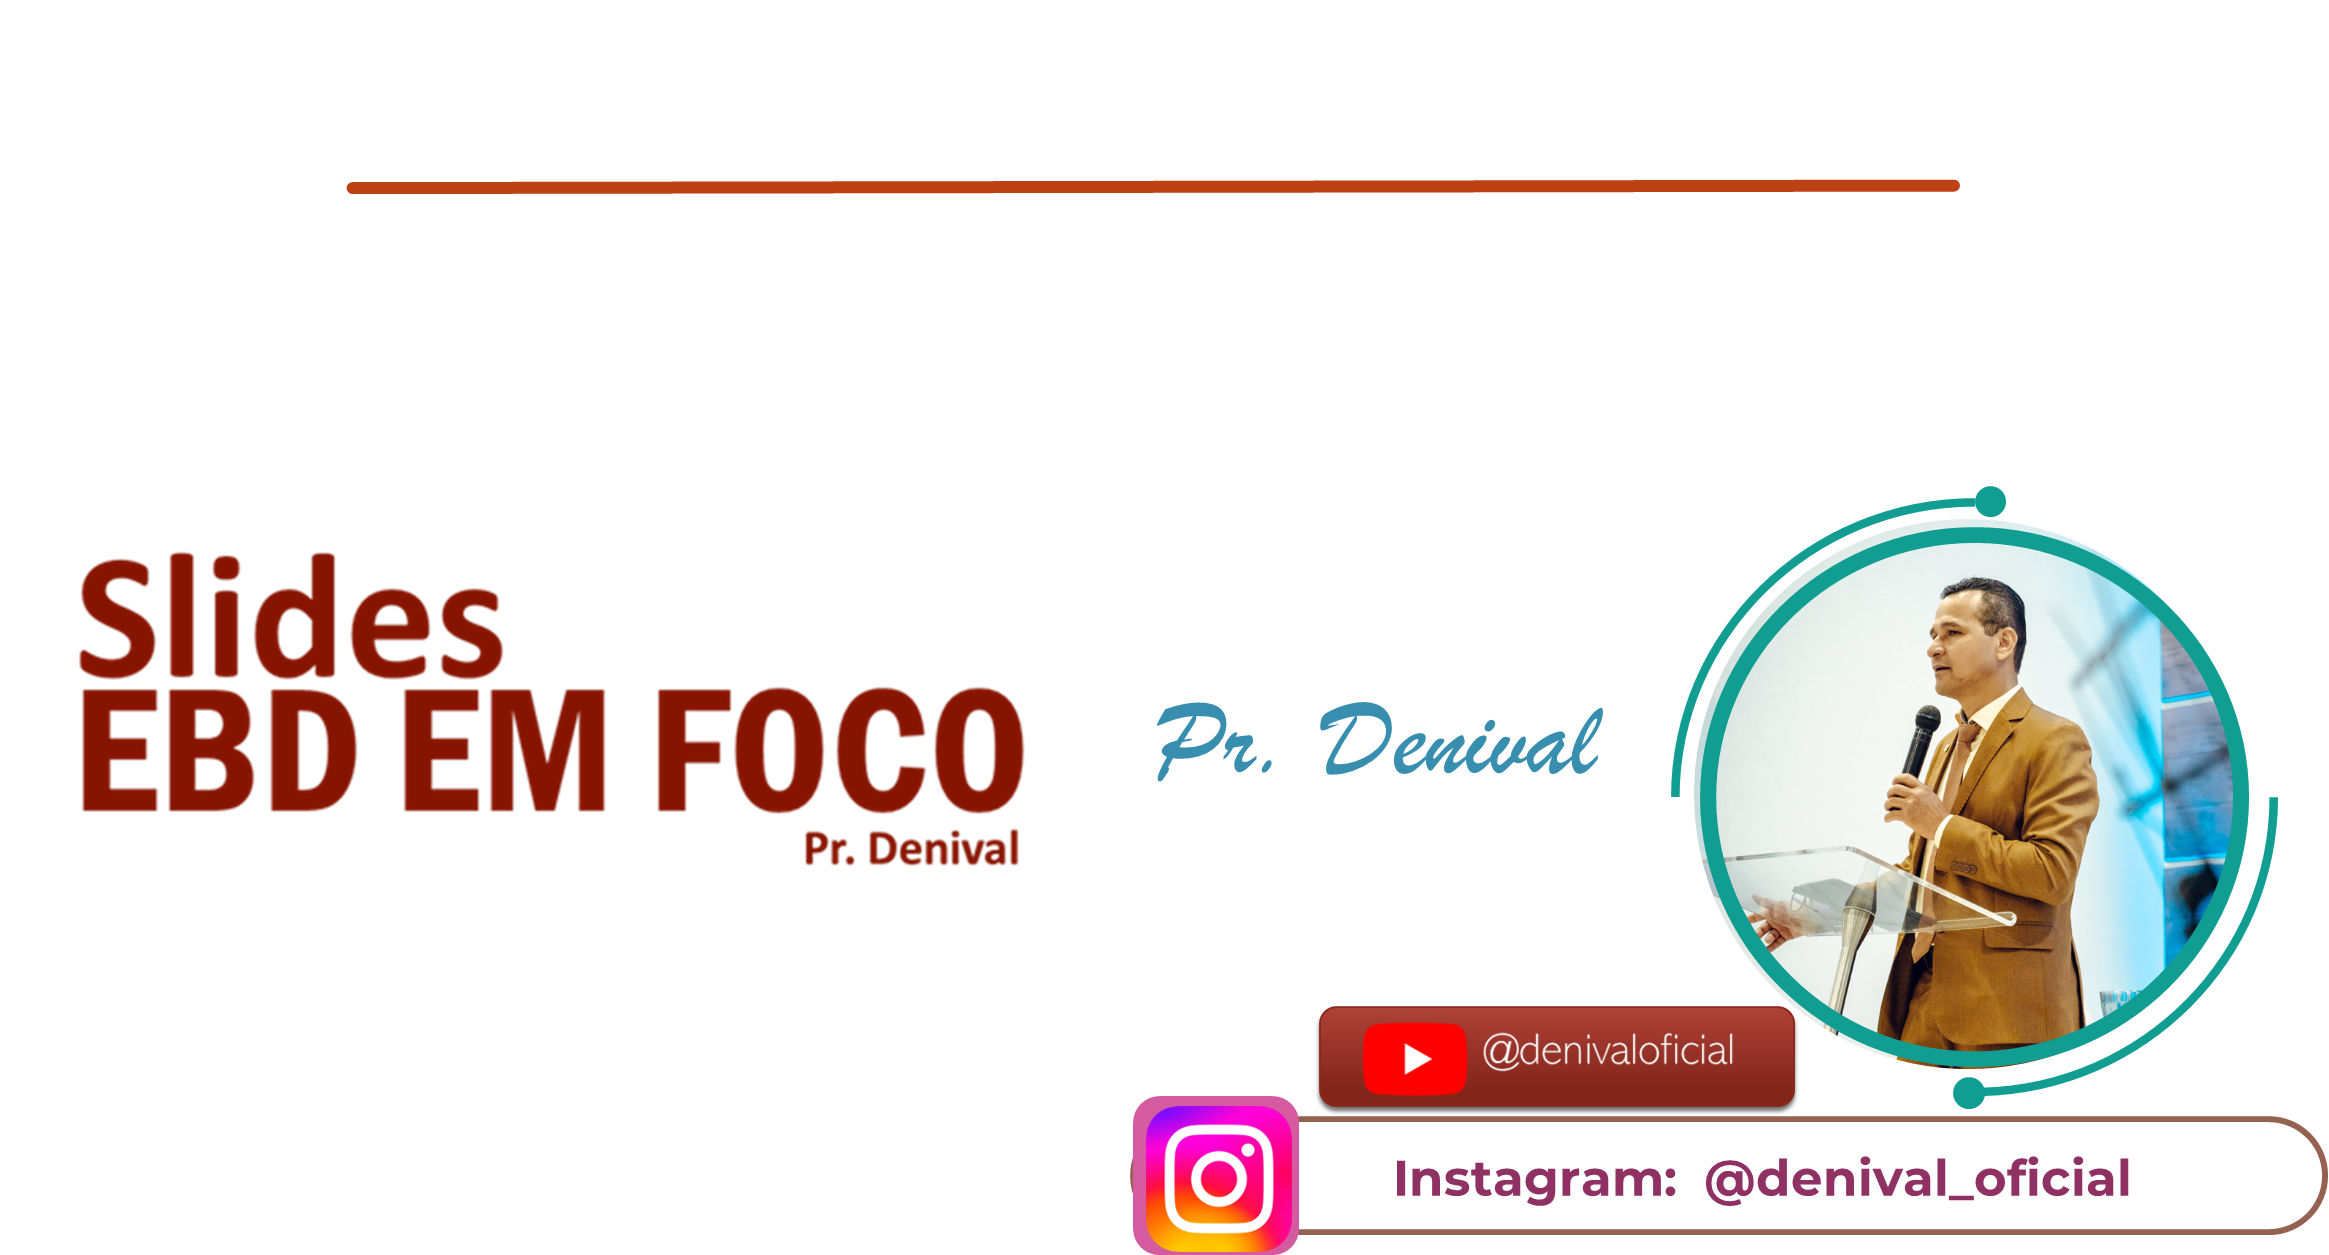 Slides
EBD EM FOCO
Pr. Denival
Pr. Denival
@denivaloficial
Instagram: @denival_oficial